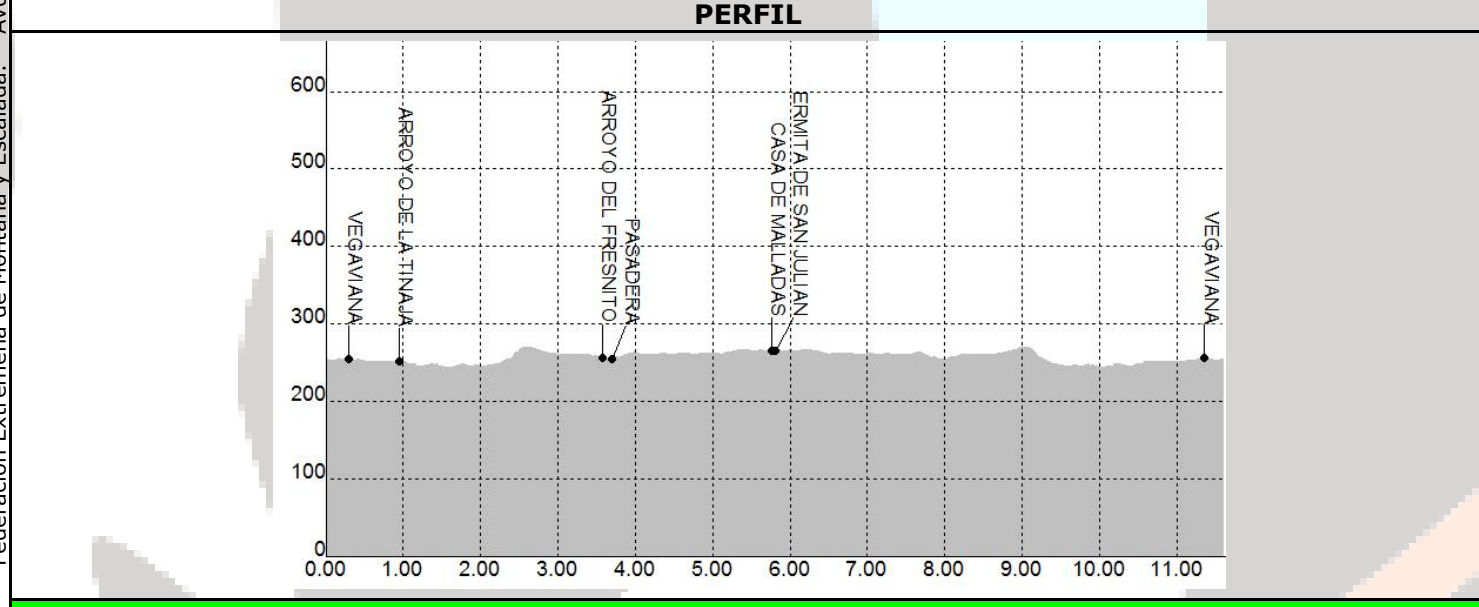 PERFIL
Federación Extremeña de Montaña y Escalada.
600
500
400
300
200
100
0
VEGAVIANA
ARROYO DE LA TINAJA
ARROYO DEL FRESNITO
PASADERA
CASA DE MALLADAS
ERMITA DE SAN JULIAN
VEGAVIANA
0.00 1.00 2.00 3.00 4.00 5.00 6.00 7.00 8.00 9.00 10.00 11.00